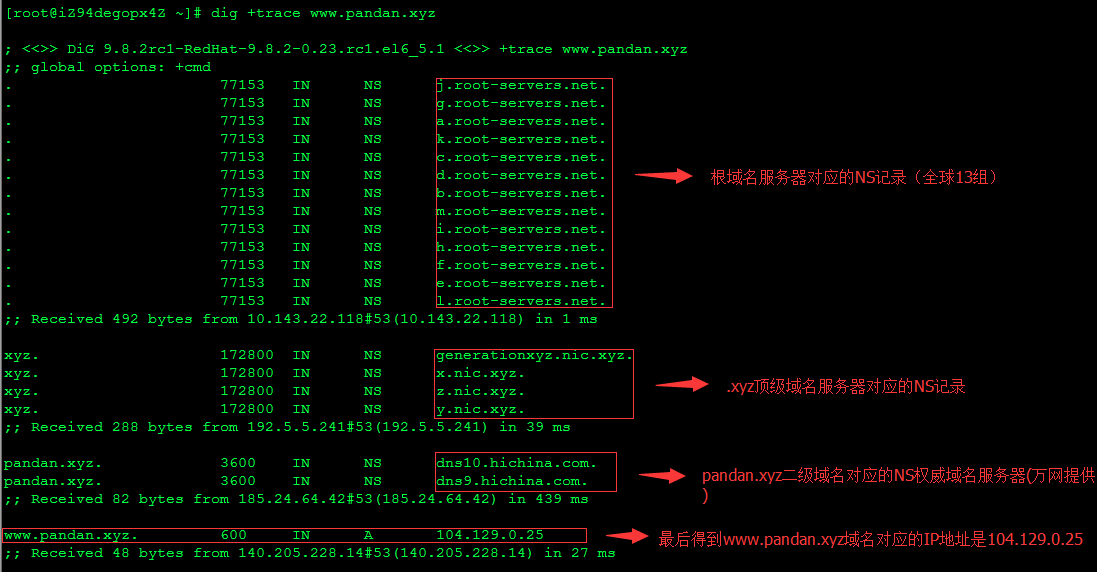 [root@iZ94degopx4Z ~]# dig +trace www.pandan.xyz
; <<>> DiG 9.8.2rc1-RedHat-9.8.2-0.23.rc1.el6_5.1 <<>> +trace www.pandan.xyz
;; global options: +cmd
. 77153 IN NS j.root-servers.net.
. 77153 IN NS g.root-servers.net.
. 77153 IN NS a.root-servers.net.
. 77153 IN NS k.root-servers.net.
. 77153 IN NS c.root-servers.net.
. 77153 IN NS d.root-servers.net. 根域名服务器对应的NS记录（全球13组）
. 77153 IN NS b.root-servers.net.
. 77153 IN NS m.root-servers.net.
. 77153 IN NS i.root-servers.net.
. 77153 IN NS h.root-servers.net.
. 77153 IN NS f.root-servers.net.
. 77153 IN NS e.root-servers.net.
. 77153 IN NS l.root-servers.net.
;; Received 492 bytes from 10.143.22.118#53(10.143.22.118) in 1 ms
xyz. 172800 IN NS generationxyz.nic.xyz.
xyz. 172800 IN NS x.nic.xyz.
xyz. 172800 IN NS z.nic.xyz. .xyz顶级域名服务器对应的NS记录
xyz. 172800 IN NS y.nic.xyz.
;; Received 288 bytes from 192.5.5.241#53(192.5.5.241) in 39 ms
pandan.xyz. 3600 IN NS dns10.hichina.com.
pandan.xyz. 3600 IN NS dns9.hichina.com. pandan.xyz二级域名对应的NS权威域名服务器(万网提供
)
;; Received 82 bytes from 185.24.64.42#53(185.24.64.42) in 439 ms
www.pandan.xyz. 600 IN A 104.129.0.25 最后得到www.pandan.xyz域名对应的IP地址是104.129.0.25
;; Received 48 bytes from 140.205.228.14#53(140.205.228.14) in 27 ms